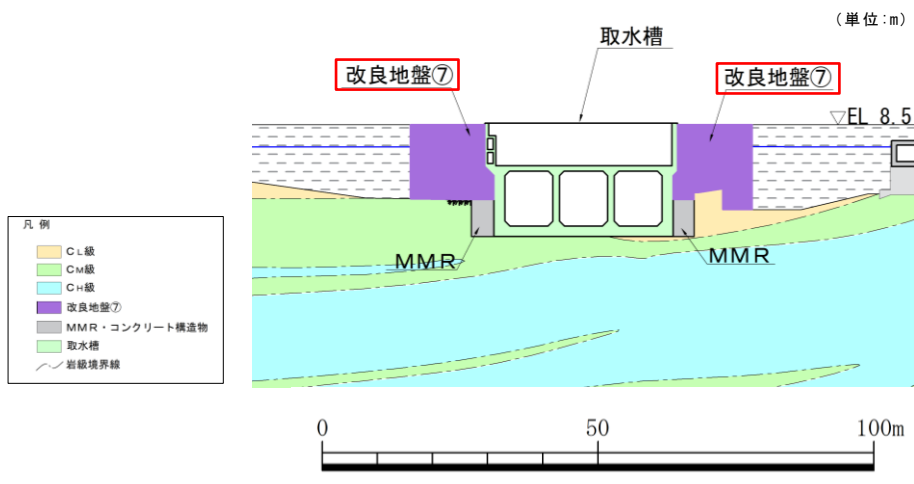 （単位:m）
取水槽
改良地盤⑦
改良地盤⑦
▽EL 8.5
MMR
MMR
凡 例
CL級
CM級
CH級
改良地盤⑦
MMR・コンクリート構造物
取水槽
岩級境界線
0 50 100m